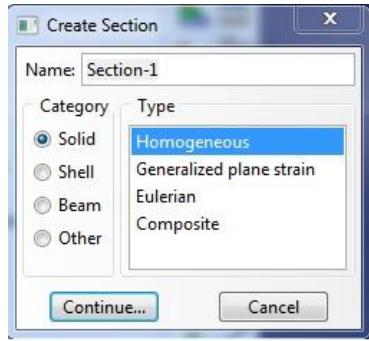 Create Section
x
Name: Section-1
Category
Type
Solid
Homogeneous
Shell
Generalized plane strain
Beam
Eulerian
Other
Composite
Continue...
Cancel